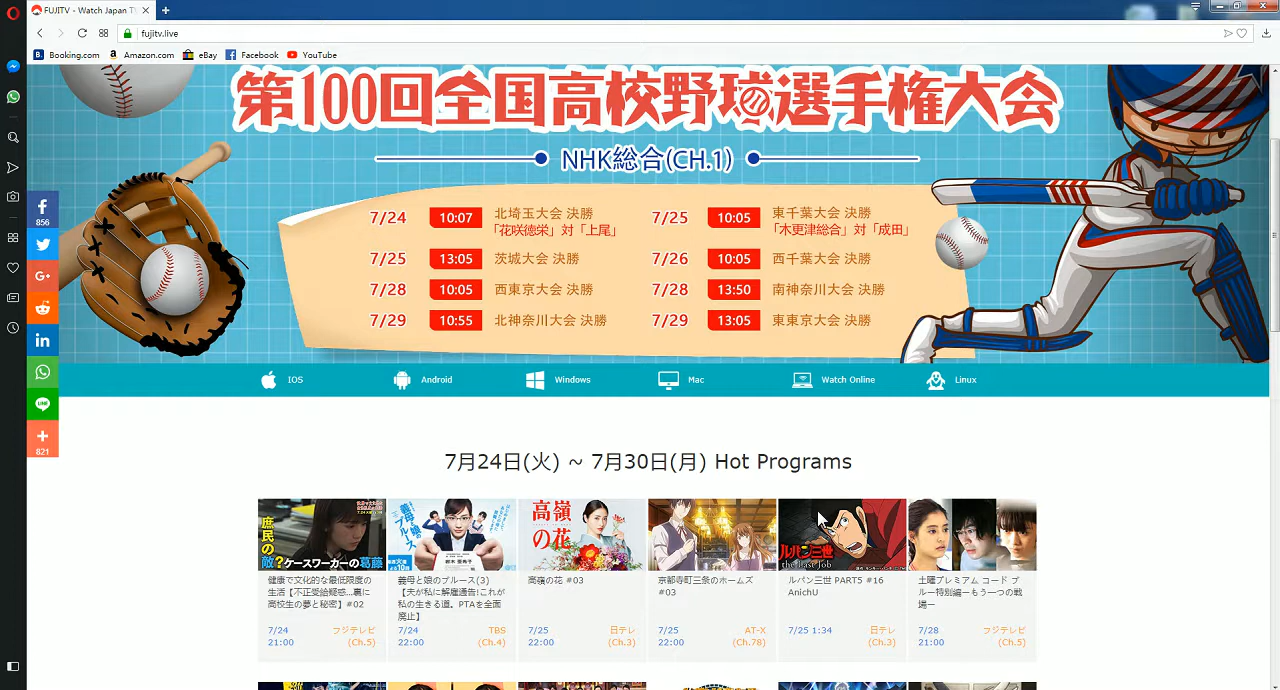 FUJITV - Watch Japan T
fujitv.live
Booking.com
Amazon.com
eBay
Facebook
YouTube
第100回全国高校野球選手権大会
NHK総合(CH.1)
7/24 10:07 北埼玉大会 決勝
「花咲徳栄」対「上尾」
7/25 10:05 東千葉大会 決勝
「木更津総合」対「成田」
7/25 13:05 茨城大会 決勝
7/26 10:05 西千葉大会 決勝
7/28 10:05 西東京大会 決勝
7/28 13:50 南神奈川大会 決勝
7/29 10:55 北神奈川大会 決勝
7/29 13:05 東東京大会 決勝
856
821
IOS
Android
Windows
Mac
Watch Online
Linux
7月24日(火) ~ 7月30日(月) Hot Programs
庶民の敵?ケースワーカーの葛藤
健康で文化的な最低限度の
生活【不正受給疑惑…裏に
高校生の夢と秘密】#02
7/24 フジテレビ
21:00 (Ch.5)
義母と娘のブルース
義母と娘のブルース(3)
【夫が私に解雇通告!これが
私の生きる道。PTAを全面
廃止】
7/24 TBS
22:00 (Ch.4)
高嶺の花
高嶺の花 #03
7/25 日テレ
22:00 (Ch.3)
京都寺町三条のホームズ
#03
7/25 AT-X
22:00 (Ch.78)
ルパン三世
the last Job
ルパン三世 PART5 #16
AnichU
7/25 1:34 日テレ
(Ch.3)
土曜プレミアム コード ブ
ルー特別編ーもう一つの戦
場ー
7/28 フジテレビ
21:00 (Ch.5)